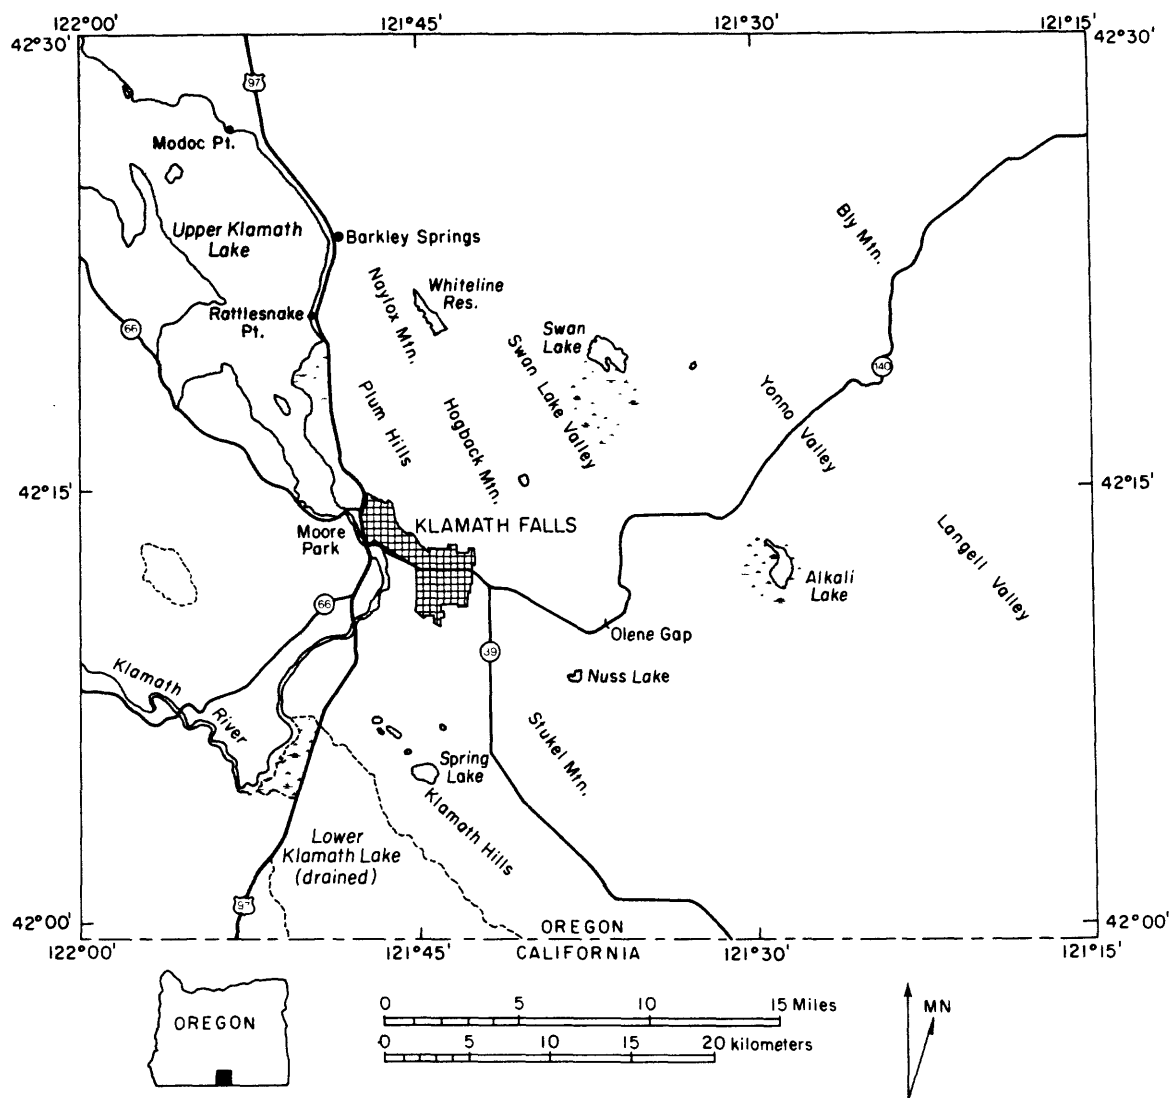 122°00'
121°45'
121°30'
121°15'
42°30'
42°30'
97
Modoc Pt.
Upper Klamath
Lake
Barkley Springs
Bly Mtn.
Naylox Mtn.
Whiteline
Res.
Rattlesnake
Pt.
66
Swan
Lake
Swan Lake Valley
140
Plum Hills
Hogback Mtn.
Yonna Valley
42°15'
42°15'
KLAMATH FALLS
Moore
Park
Langell Valley
Alkali
Lake
66
Olene Gap
39
Nuss Lake
Klamath
River
Stukel Mtn.
Spring
Lake
Klamath Hills
Lower
Klamath Lake
(drained)
97
42°00'
42°00'
OREGON
CALIFORNIA
122°00'
121°45'
121°30'
121°15'
OREGON
0 5 10 15 Miles
0 5 10 15 20 kilometers
MN